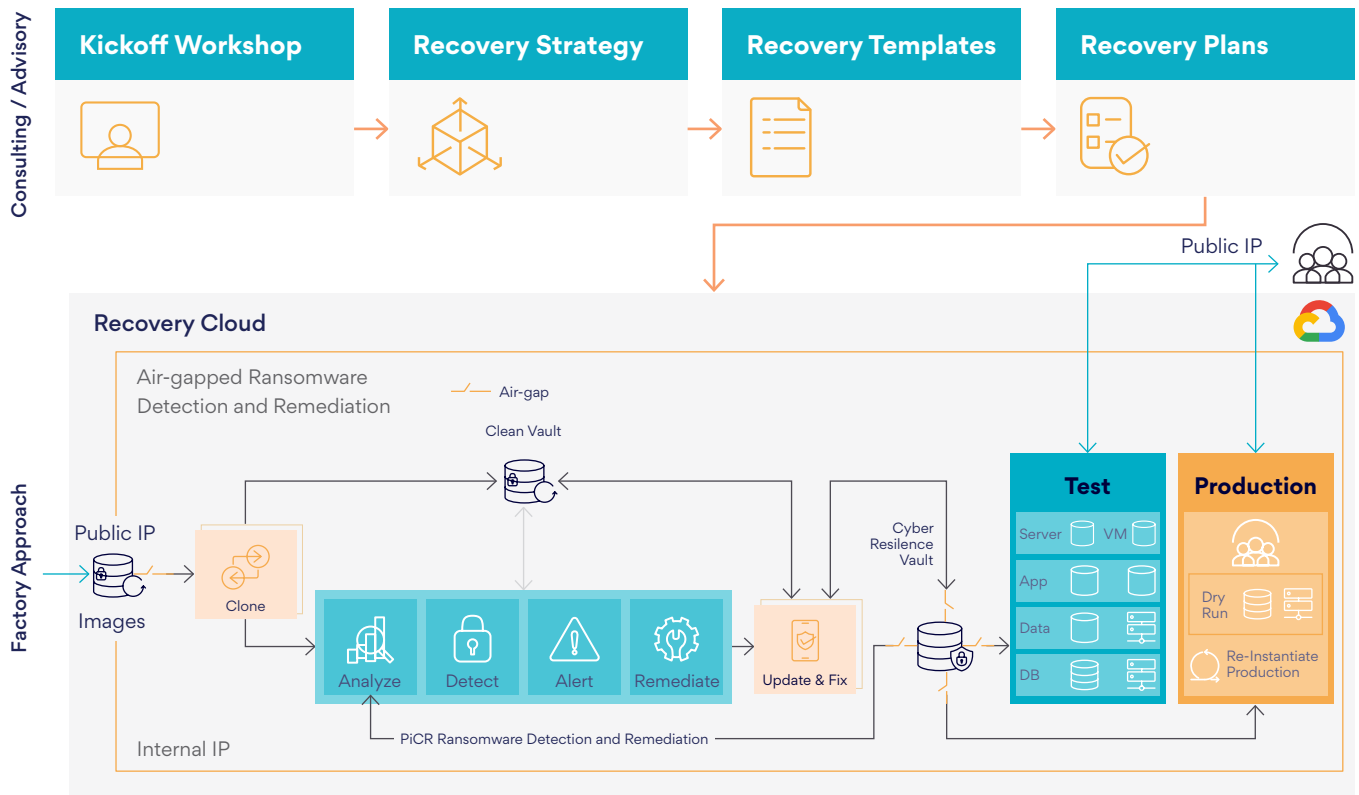 Consulting / Advisory
Kickoff Workshop
Recovery Strategy
Recovery Templates
Recovery Plans
Public IP
Recovery Cloud
Air-gapped Ransomware
Detection and Remediation
Air-gap
Clean Vault
Factory Approach
Public IP
Images
Clone
Analyze
Detect
Alert
Remediate
Update & Fix
Cyber
Resilence
Vault
Test
Server
VM
App
Data
DB
Production
Dry
Run
Re-Instantiate
Production
PiCR Ransomware Detection and Remediation
Internal IP